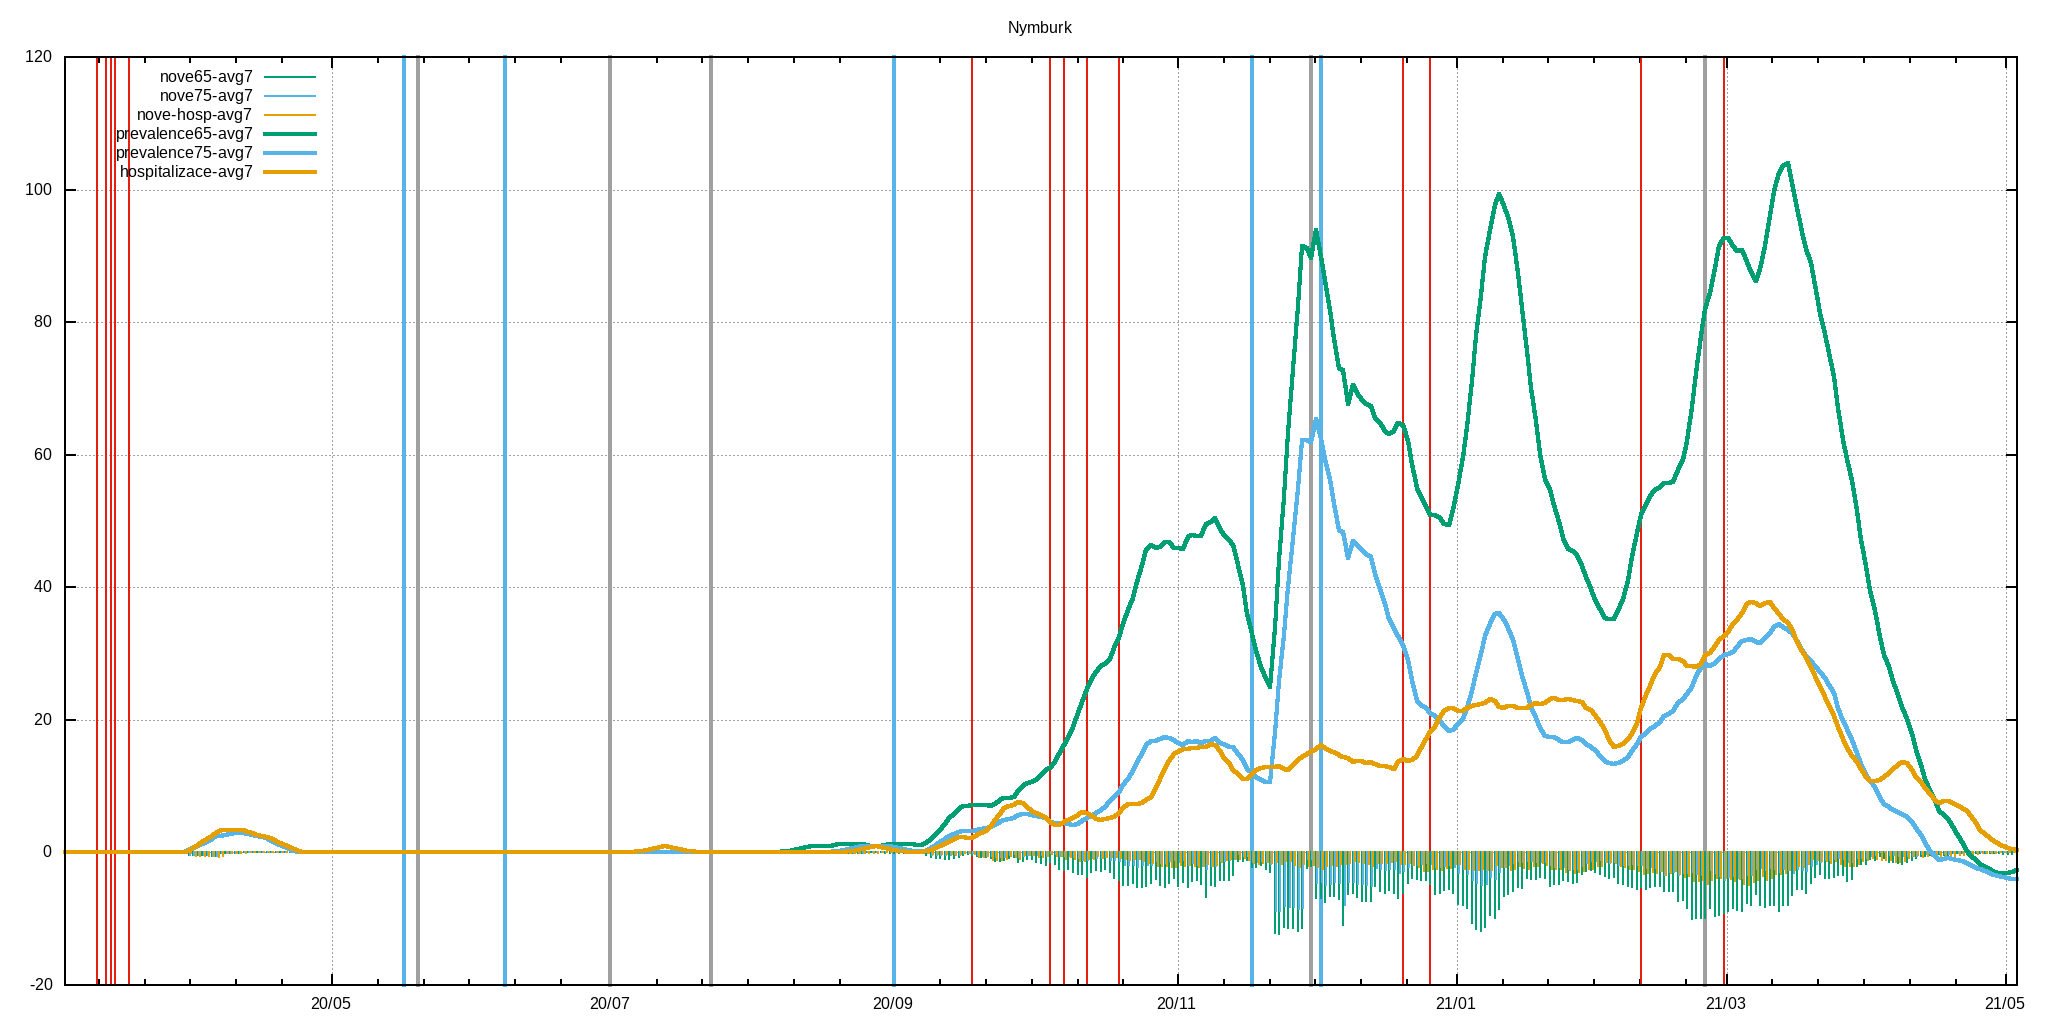 Nymburk
120
100
80
60
40
20
0
-20
nove65-avg7
nove75-avg7
nove-hosp-avg7
prevalence65-avg7
prevalence75-avg7
hospitalizace-avg7
20/05 20/07 20/09 20/11 21/01 21/03 21/05